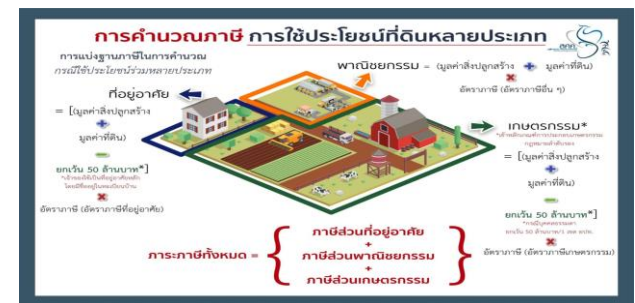 การคำนวณภาษี การใช้ประโยชน์ที่ดินหลายประเภท
สศค.
การแบ่งฐานภาษีในการคำนวณ
กรณีใช้ประโยชน์ร่วมหลายประเภท
พาณิชยกรรม = (มูลค่าสิ่งปลูกสร้าง + มูลค่าที่ดิน)
อัตราภาษี (อัตราภาษีอื่น ๆ)
ที่อยู่อาศัย
= [(มูลค่าสิ่งปลูกสร้าง
มูลค่าที่ดิน)
ยกเว้น 50 ล้านบาท*]
อัตราภาษี (อัตราภาษีที่อยู่อาศัย)
เกษตรกรรม*
= [(มูลค่าสิ่งปลูกสร้าง
มูลค่าที่ดิน)
ยกเว้น 50 ล้านบาท*]
อัตราภาษี (อัตราภาษีเกษตรกรรม)
ภาระภาษีทั้งหมด =
ภาษีส่วนที่อยู่อาศัย
+
ภาษีส่วนพาณิชยกรรม
+
ภาษีส่วนเกษตรกรรม